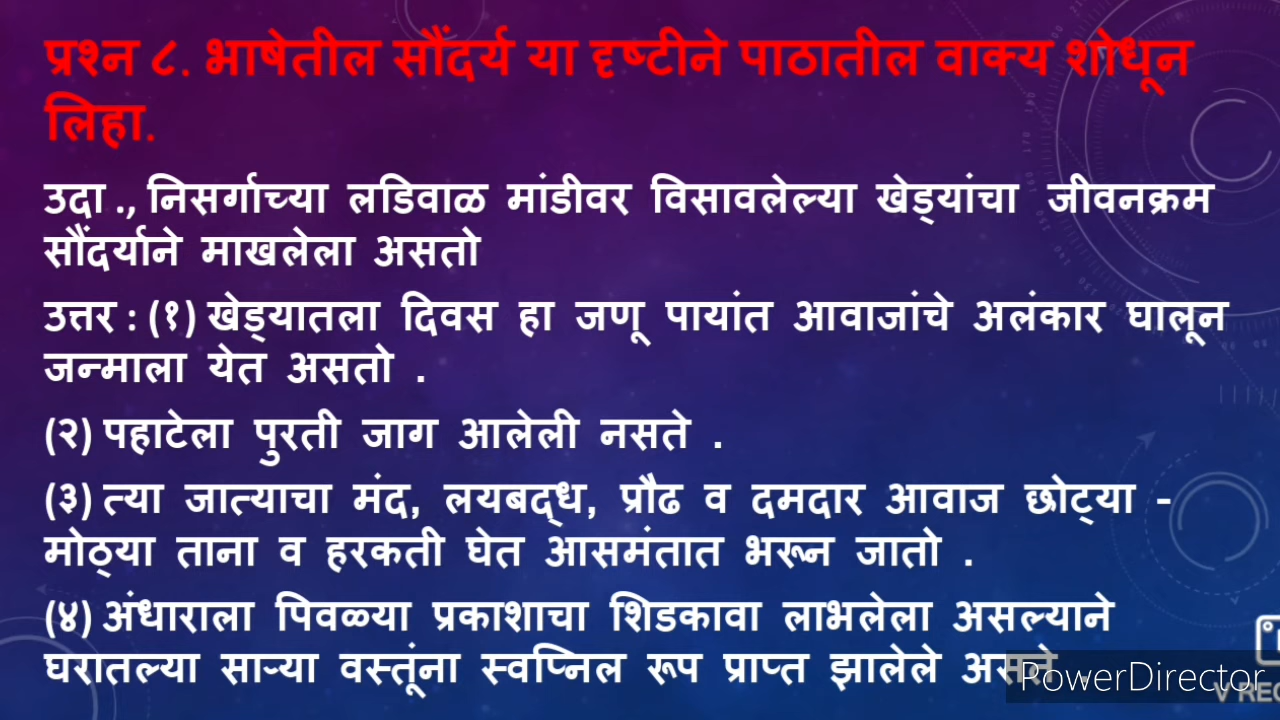 प्रश्न ८. भाषेतील सौंदर्य या दृष्टीने पाठातील वाक्य शोधून
लिहा.
उदा ., निसर्गाच्या लडिवाळ मांडीवर विसावलेल्या खेड्यांचा जीवनक्रम
सौंदर्याने माखलेला असतो
उत्तर : (१) खेड्यातला दिवस हा जणू पायांत आवाजांचे अलंकार घालून
जन्माला येत असतो .
(२) पहाटेला पुरती जाग आलेली नसते .
(३) त्या जात्याचा मंद, लयबद्ध, प्रौढ व दमदार आवाज छोट्या -
मोठ्या ताना व हरकती घेत आसमंतात भरून जातो .
(४) अंधाराला पिवळ्या प्रकाशाचा शिडकावा लाभलेला असल्याने
घरातल्या साऱ्या वस्तूंना स्वप्निल रूप प्राप्त झालेले असते .
PowerDirector
V REC